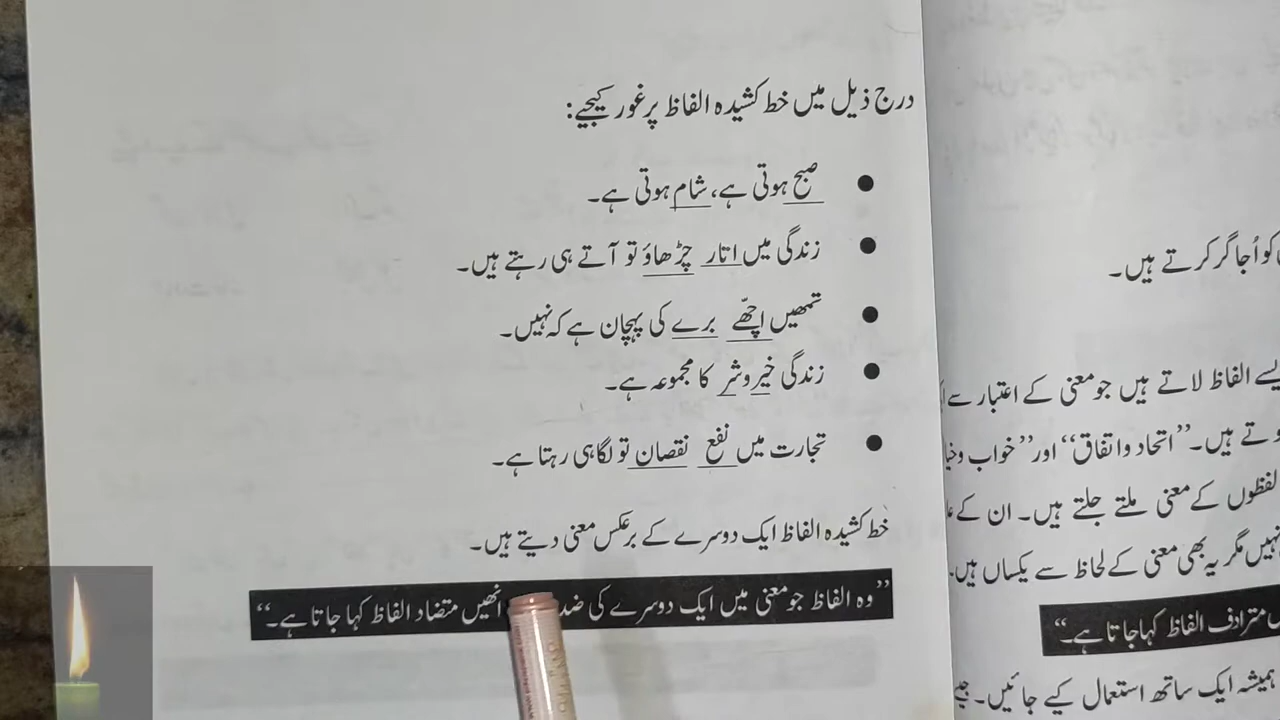 درج ذیل میں خط کشیدہ الفاظ پر غور کیجیے:
● صبح ہوتی ہے، شام ہوتی ہے۔
● زندگی میں اتار چڑھاؤ تو آتے ہی رہتے ہیں۔
● تمھیں اچھّے برے کی پہچان ہے کہ نہیں۔
● زندگی خیر و شر کا مجموعہ ہے۔
● تجارت میں نفع نقصان تو لگا ہی رہتا ہے۔
خط کشیدہ الفاظ ایک دوسرے کے برعکس معنی دیتے ہیں۔
”وہ الفاظ جو معنی میں ایک دوسرے کی ضد انھیں متضاد الفاظ کہا جاتا ہے۔“
کو اُجاگر کرتے ہیں۔
الفاظ لاتے ہیں جو معنی کے اعتبار سے
ہیں۔ ”اتحاد و اتفاق“ اور ”خواب و
لفظوں کے معنی ملتے جلتے ہیں۔ ان کے
نہیں مگر یہ بھی معنی کے لحاظ سے یکساں ہیں۔
مترادف الفاظ کہا جاتا ہے۔“
ہمیشہ ایک ساتھ استعمال کیے جائیں۔ جیسے